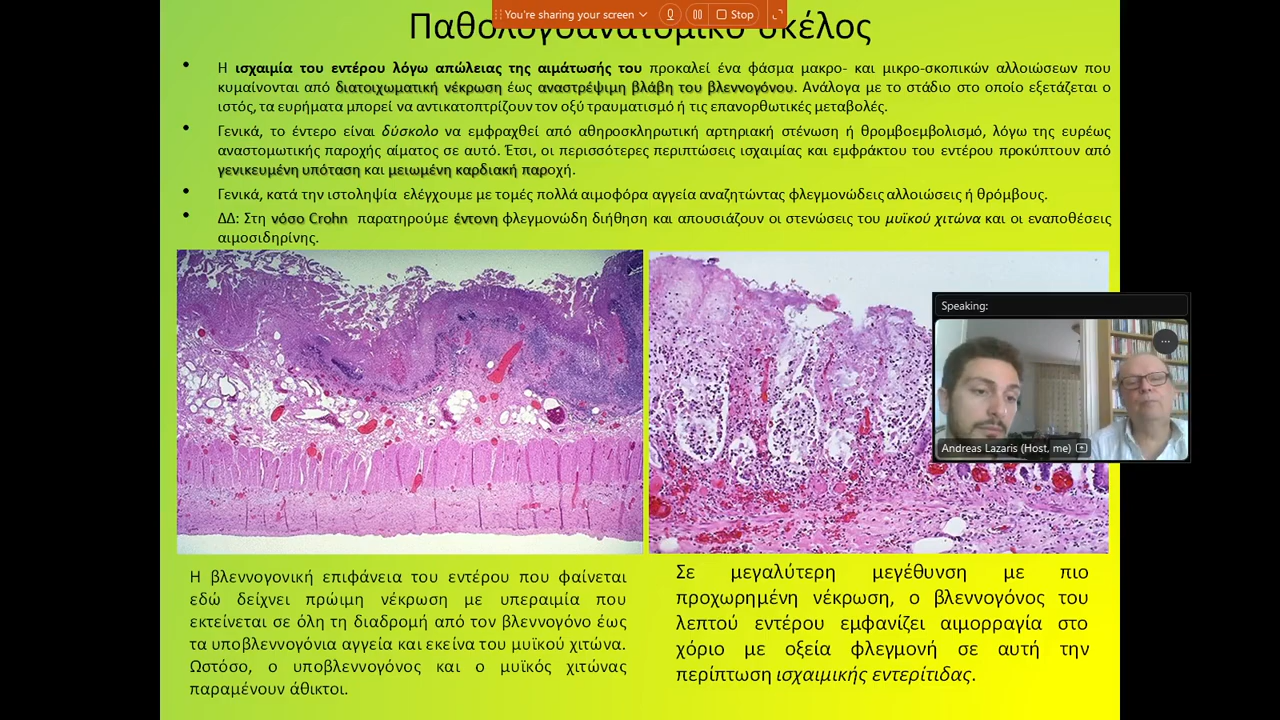 You're sharing your screen
Stop
Η ισχαιμία του εντέρου λόγω απώλειας της αιμάτωσής του προκαλεί ένα φάσμα μακρο- και μικρο-σκοπικών αλλοιώσεων που
κυμαίνονται από διατοιχωματική νέκρωση έως αναστρέψιμη βλάβη του βλεννογόνου. Ανάλογα με το στάδιο στο οποίο εξετάζεται ο
ιστός, τα ευρήματα μπορεί να αντικατοπτρίζουν τον οξύ τραυματισμό ή τις επανορθωτικές μεταβολές.
Γενικά, το έντερο είναι δύσκολο να εμφραχθεί από αθηροσκληρωτική αρτηριακή στένωση ή θρομβοεμβολισμό, λόγω της ευρέως
αναστομωτικής παροχής αίματος σε αυτό. Έτσι, οι περισσότερες περιπτώσεις ισχαιμίας και εμφράκτου του εντέρου προκύπτουν από
γενικευμένη υπόταση και μειωμένη καρδιακή παροχή.
Γενικά, κατά την ιστοληψία ελέγχουμε με τομές πολλά αιμοφόρα αγγεία αναζητώντας φλεγμονώδεις αλλοιώσεις ή θρόμβους.
ΔΔ: Στη νόσο Crohn παρατηρούμε έντονη φλεγμονώδη διήθηση και απουσιάζουν οι στενώσεις του μυϊκού χιτώνα και οι εναποθέσεις
αιμοσιδηρίνης.
Speaking:
Andreas Lazaris (Host, me)
Η βλεννογονική επιφάνεια του εντέρου που φαίνεται
εδώ δείχνει πρώιμη νέκρωση με υπεραιμία που
εκτείνεται σε όλη τη διαδρομή από τον βλεννογόνο έως
τα υποβλεννογόνια αγγεία και εκείνα του μυϊκού χιτώνα.
Ωστόσο, ο υποβλεννογόνος και ο μυϊκός χιτώνας
παραμένουν άθικτοι.
Σε μεγαλύτερη μεγέθυνση με πιο
προχωρημένη νέκρωση, ο βλεννογόνος του
λεπτού εντέρου εμφανίζει αιμορραγία στο
χόριο με οξεία φλεγμονή σε αυτή την
περίπτωση ισχαιμικής εντερίτιδας.